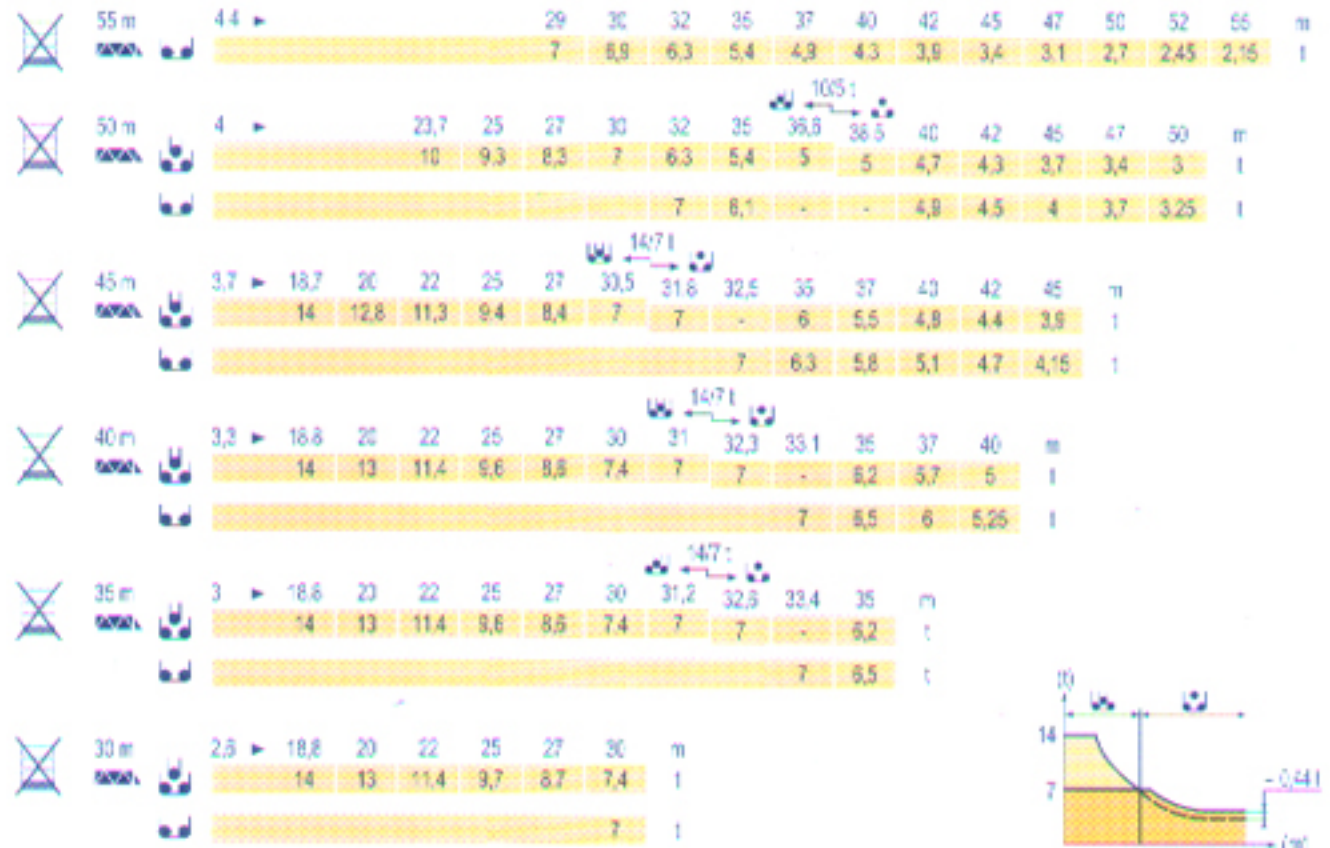 55 m 4.4 ► 29 30 32 35 37 40 42 45 47 50 52 55 m
7 6,9 6,3 5,4 4,9 4,3 3,9 3,4 3,1 2,7 2,45 2,15 t
10/5 t
50 m 4 ► 23,7 25 27 30 32 35 36,6 38,5 40 42 45 47 50 m
10 9,3 8,3 7 6,3 5,4 5 5 4,7 4,3 3,7 3,4 3 t
7 6,1 - - 4,9 4,5 4 3,7 3,25 t
14/7 t
45 m 3,7 ► 18,7 20 22 25 27 30,5 31,8 32,5 35 37 40 42 45 m
14 12,8 11,3 9,4 8,4 7 7 - 6 5,5 4,8 4,4 3,9 t
7 6,3 5,8 5,1 4,7 4,15 t
14/7 t
40 m 3,3 ► 18,8 20 22 25 27 30 31 32,3 33,1 35 37 40 m
14 13 11,4 9,6 8,6 7,4 7 7 - 6,2 5,7 5 t
7 6,5 6 5,25 t
14/7 t
35 m 3 ► 18,8 20 22 25 27 30 31,2 32,6 33,4 35 m
14 13 11,4 9,6 8,6 7,4 7 7 - 6,2 t
7 6,5 t
(t)
30 m 2,6 ► 18,8 20 22 25 27 30 m
14 13 11,4 9,7 8,7 7,4 t
7 t
14
7
- 0,44 t
(m)